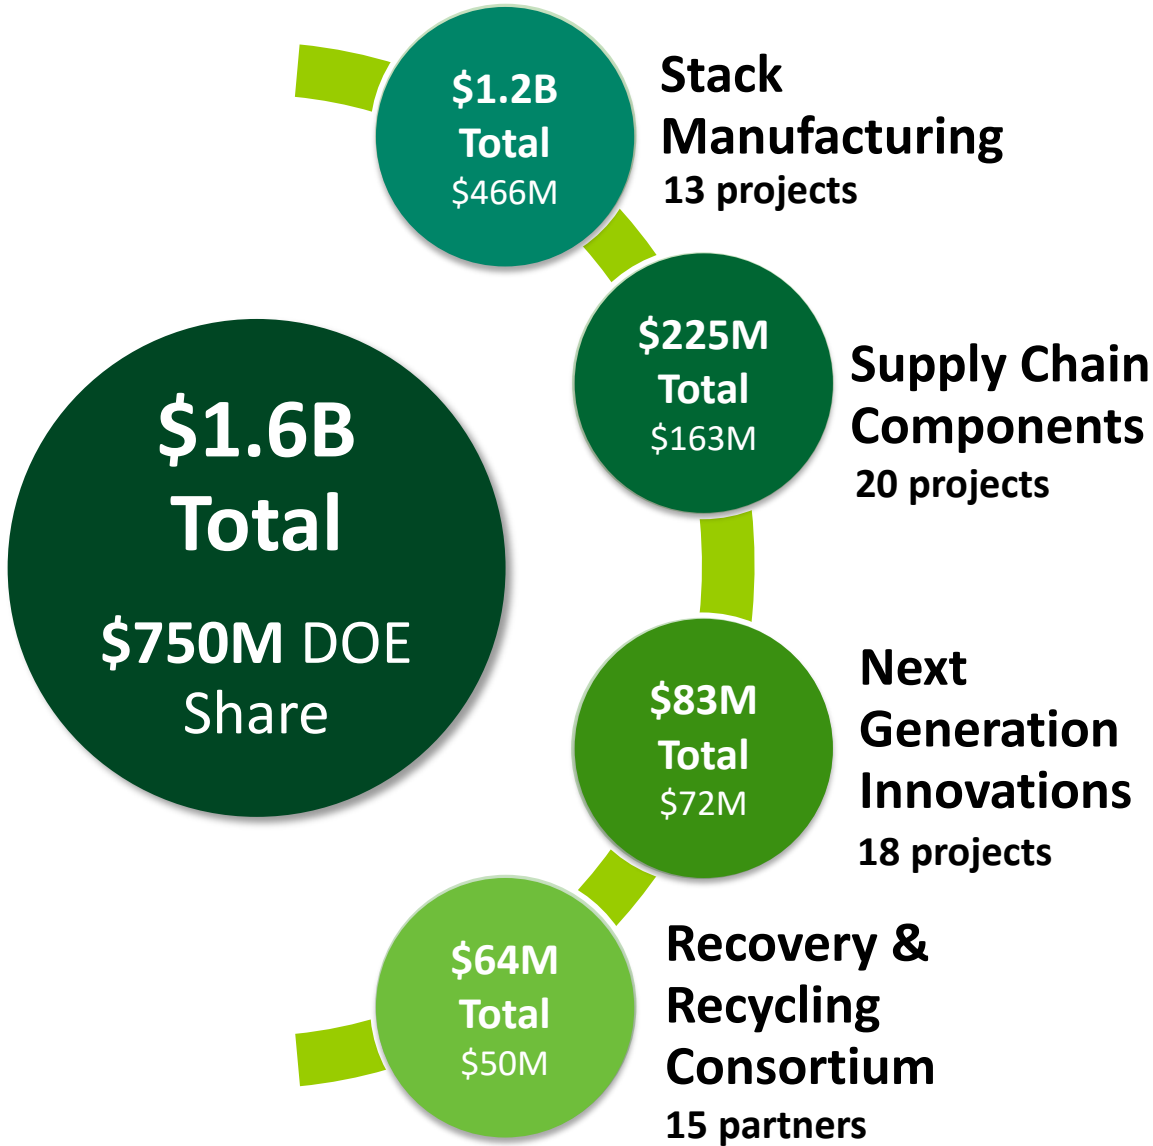 $1.6B
Total
$750M DOE
Share
$1.2B
Total
$466M
Stack
Manufacturing
13 projects
$225M
Total
$163M
Supply Chain
Components
20 projects
$83M
Total
$72M
Next
Generation
Innovations
18 projects
$64M
Total
$50M
Recovery &
Recycling
Consortium
15 partners